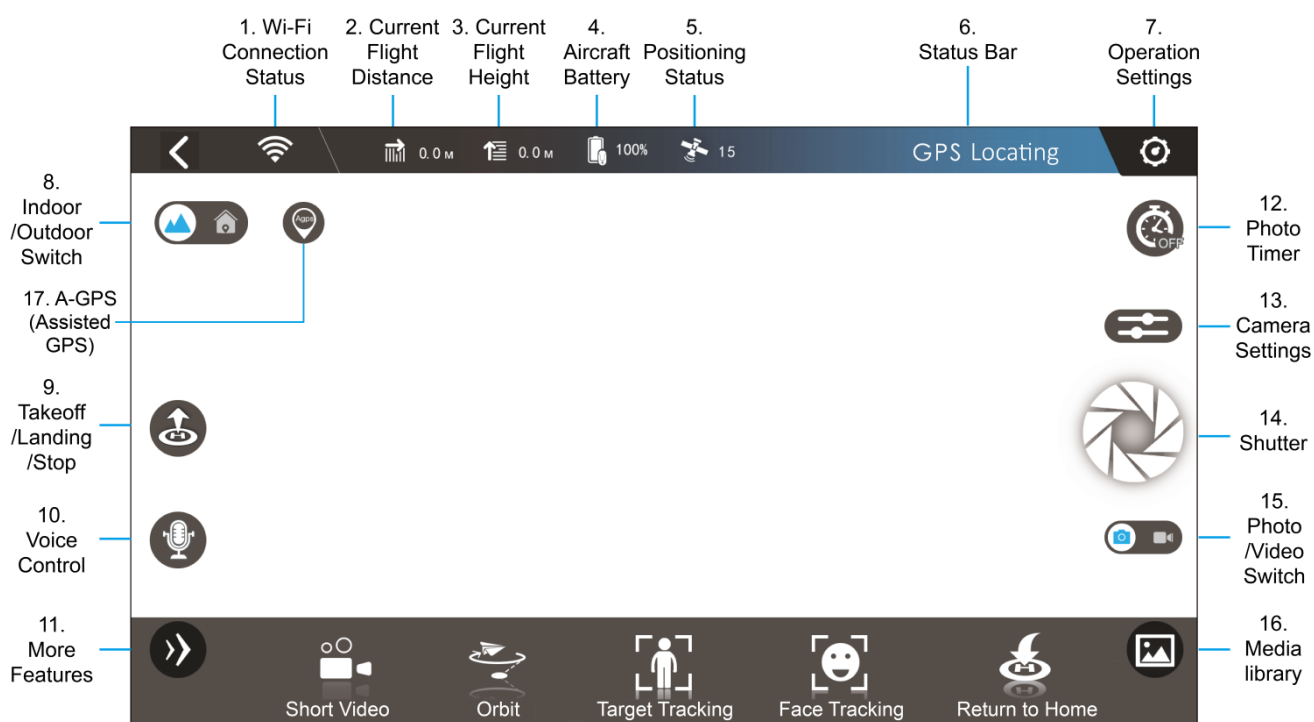 1. Wi-Fi
Connection
Status
2. Current
Flight
Distance
3. Current
Flight
Height
4.
Aircraft
Battery
5.
Positioning
Status
6.
Status Bar
7.
Operation
Settings
0.0 M
0.0 M
100%
15
GPS Locating
8.
Indoor
/Outdoor
Switch
Agps
17. A-GPS
(Assisted
GPS)
9.
Takeoff
/Landing
/Stop
10.
Voice
Control
11.
More
Features
OFF
12.
Photo
Timer
13.
Camera
Settings
14.
Shutter
15.
Photo
/Video
Switch
16.
Media
library
H
Short Video
Orbit
Target Tracking
Face Tracking
H
Return to Home